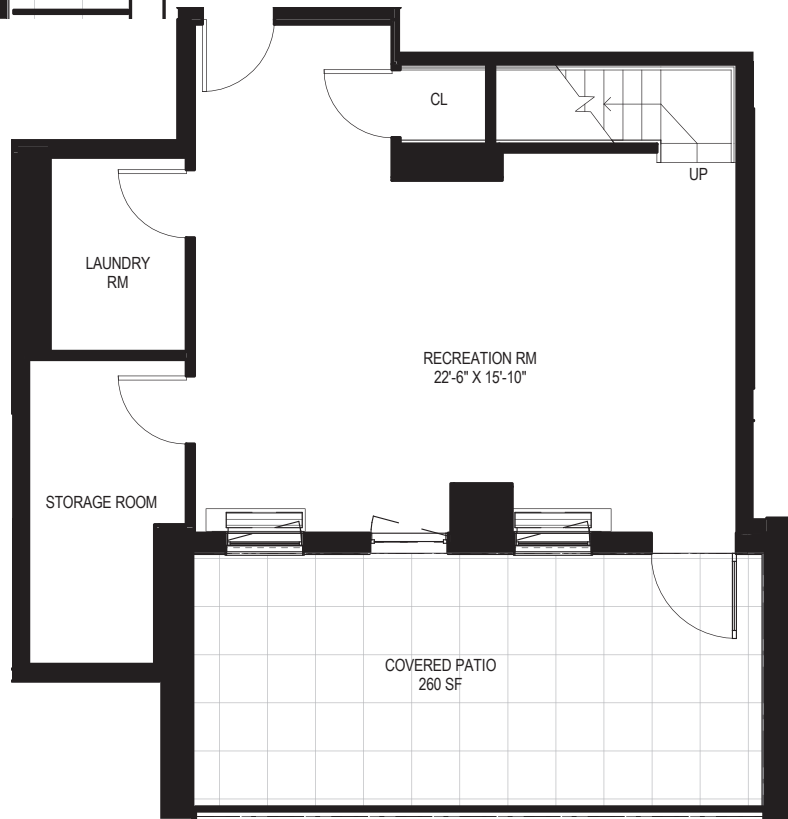 CL
UP
LAUNDRY
RM
RECREATION RM
22'-6" X 15'-10"
STORAGE ROOM
COVERED PATIO
260 SF